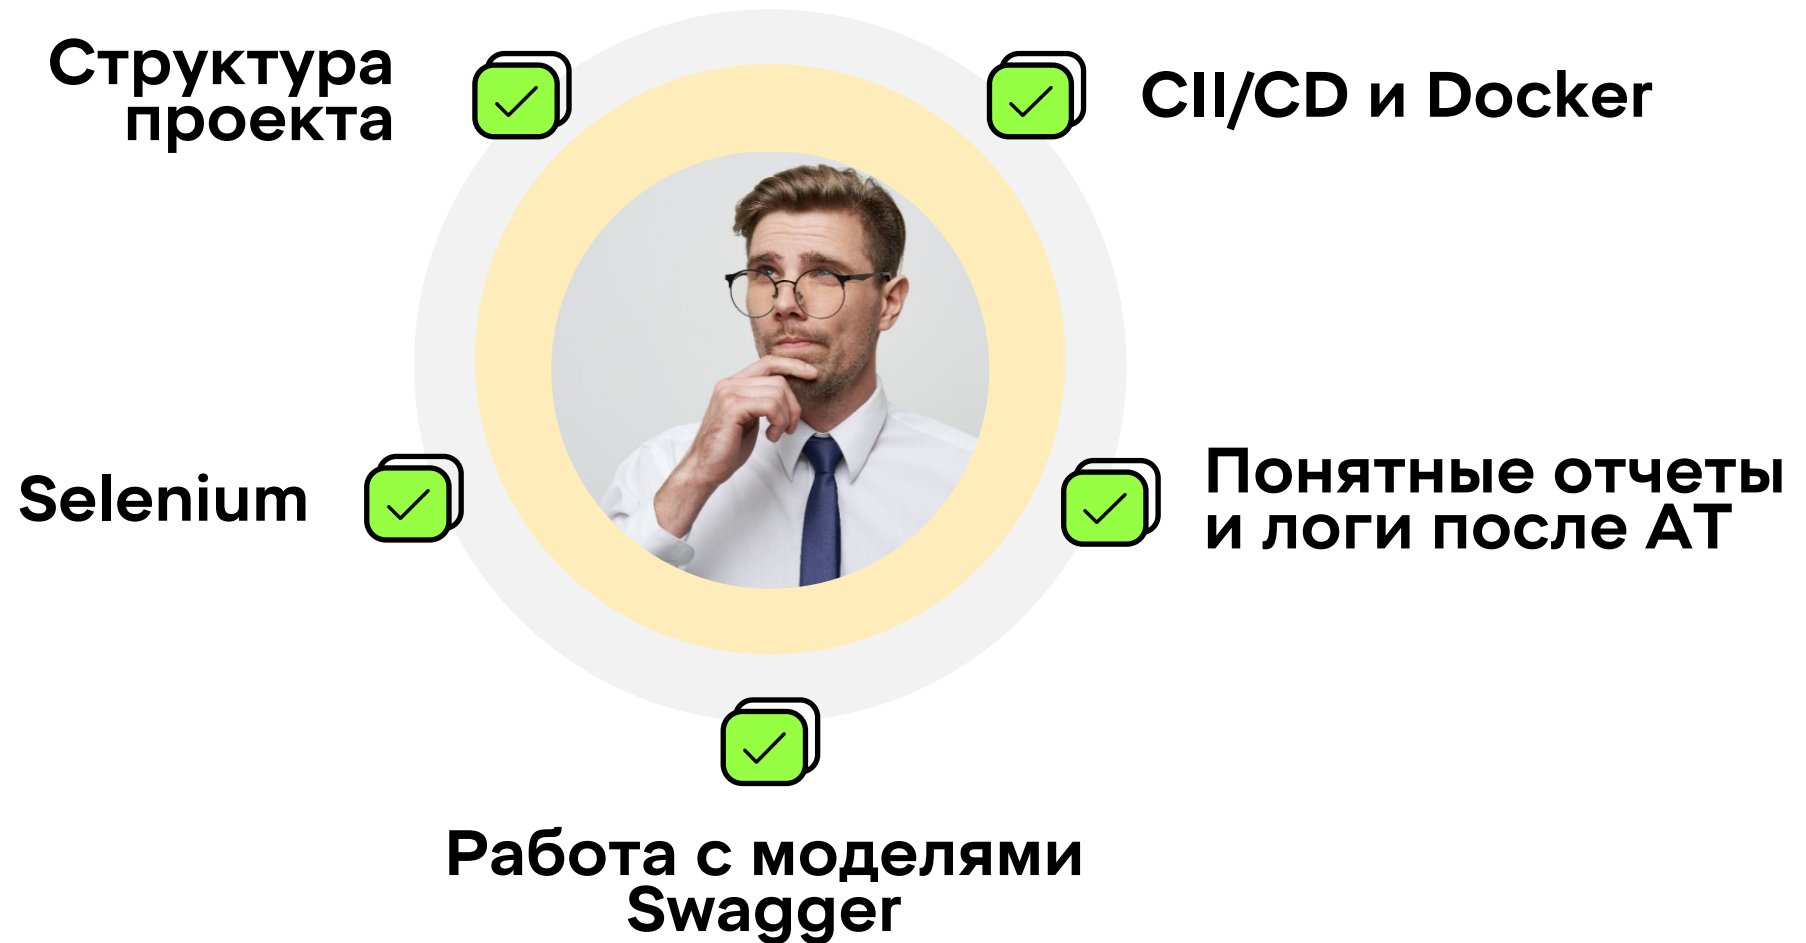 Структура
проекта
CII/CD и Docker
Selenium
Понятные отчеты
и логи после АТ
Работа с моделями
Swagger